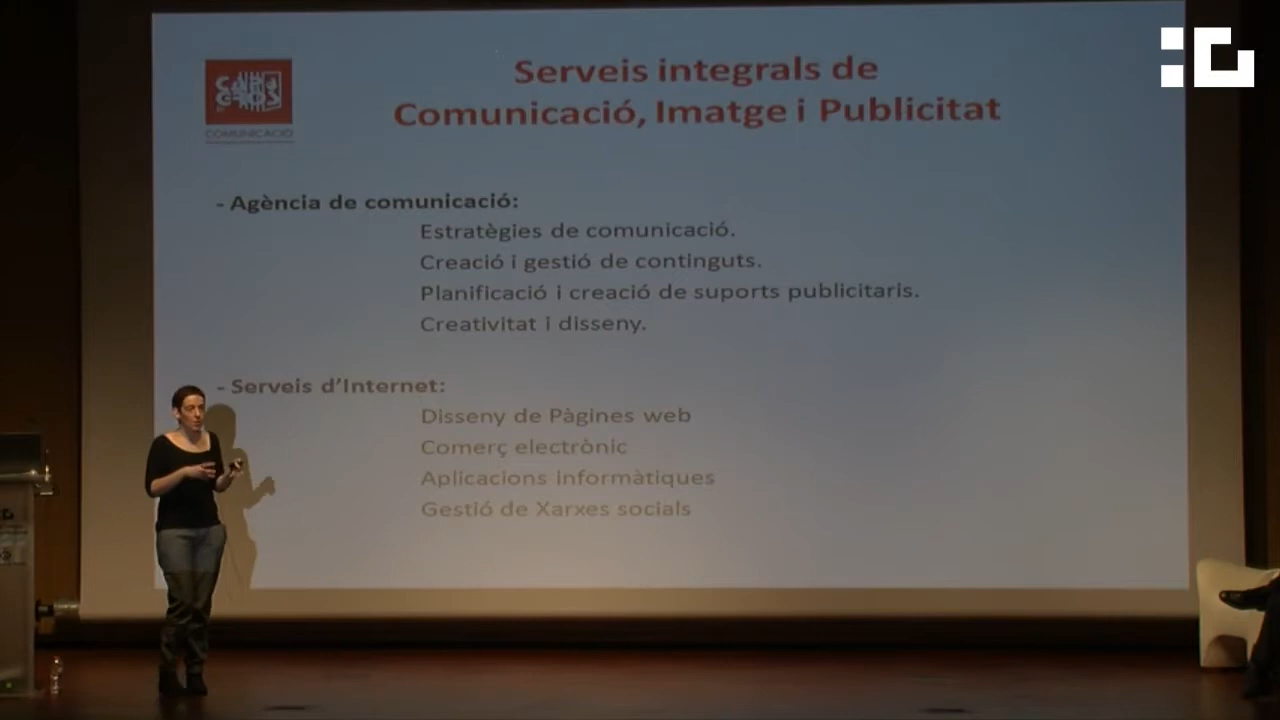 CAP
GROS
COMUNICACIÓ
Serveis integrals de
Comunicació, Imatge i Publicitat
- Agència de comunicació:
Estratègies de comunicació.
Creació i gestió de continguts.
Planificació i creació de suports publicitaris.
Creativitat i disseny.
- Serveis d'Internet:
Disseny de Pàgines web
Comerç electrònic
Aplicacions informàtiques
Gestió de Xarxes socials